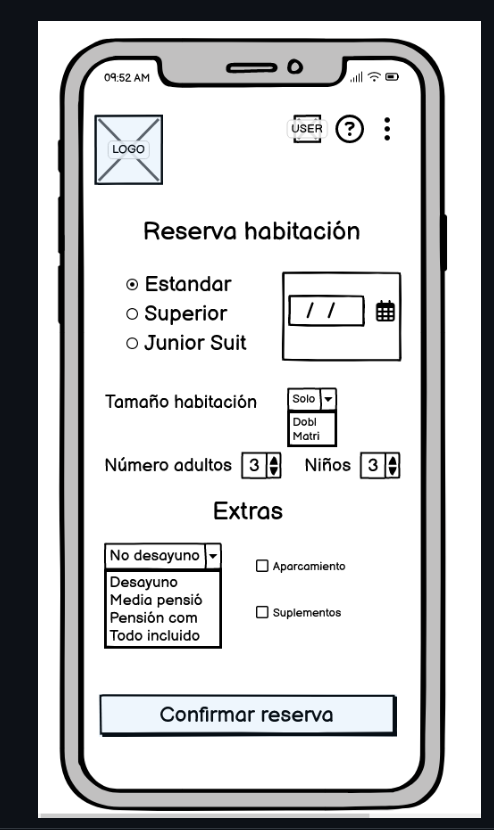 09:52 AM
LOGO
USER
?
Reserva habitación
Estandar
Superior
Junior Suit
/ /
Tamaño habitación
Solo
Dobl
Matri
Número adultos 3 Niños 3
Extras
No desayuno
Desayuno
Media pensió
Pensión com
Todo incluido
Aparcamiento
Suplementos
Confirmar reserva